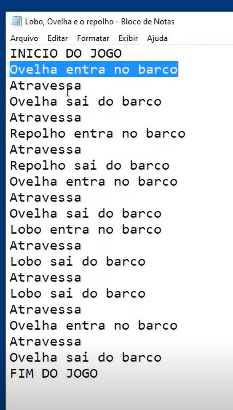 Lobo, Ovelha e o repolho - Bloco de Notas
Arquivo Editar Formatar Exibir Ajuda
INICIO DO JOGO
Ovelha entra no barco
Atravessa
Ovelha sai do barco
Atravessa
Repolho entra no barco
Atravessa
Repolho sai do barco
Ovelha entra no barco
Atravessa
Ovelha sai do barco
Lobo entra no barco
Atravessa
Lobo sai do barco
Atravessa
Lobo sai do barco
Atravessa
Ovelha entra no barco
Atravessa
Ovelha sai do barco
FIM DO JOGO